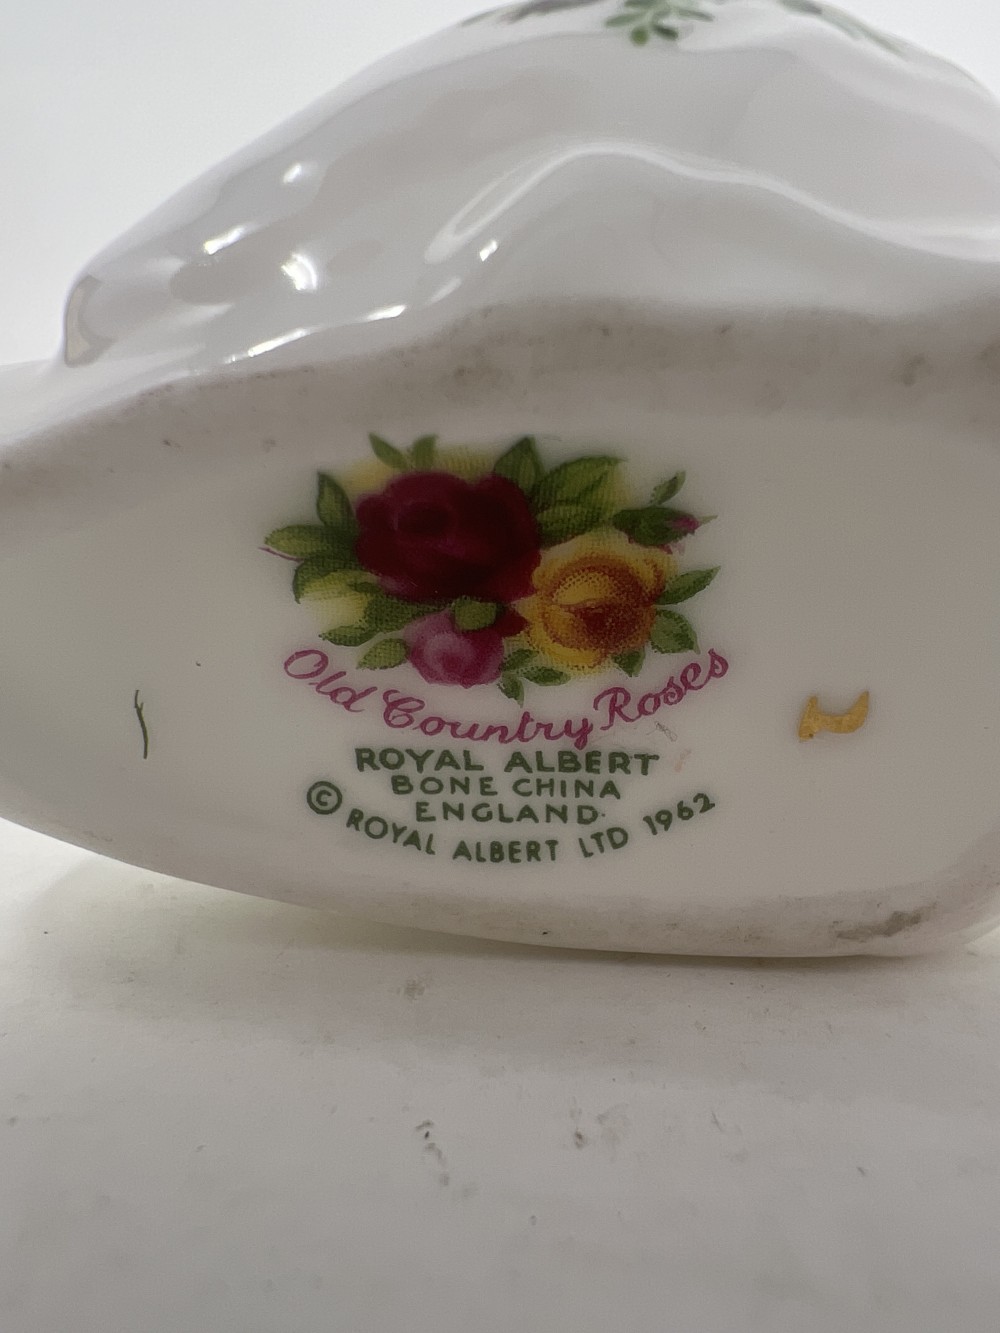 Old Country Roses
ROYAL ALBERT
BONE CHINA
ENGLAND.
© ROYAL ALBERT LTD 1962